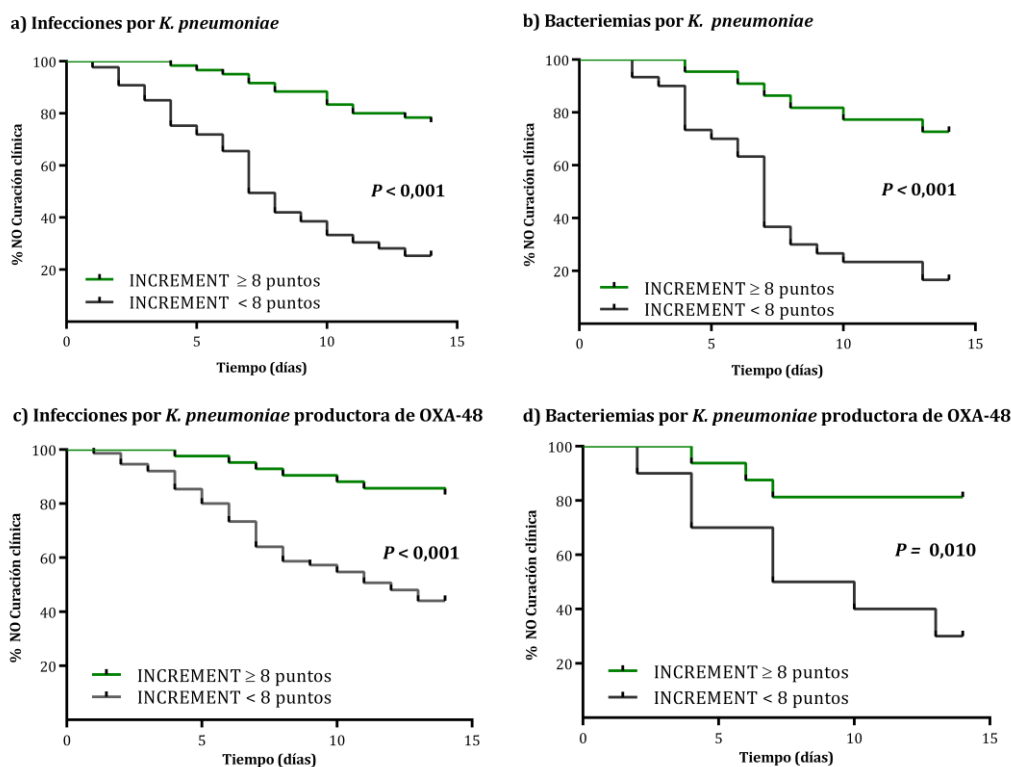 a) Infecciones por K. pneumoniae
% NO Curación clínica
100
80
60
40
20
P < 0,001
INCREMENT ≥ 8 puntos
INCREMENT < 8 puntos
0 5 10 15
Tiempo (días)
b) Bacteriemias por K. pneumoniae
% NO Curación clínica
100
80
60
40
20
P < 0,001
INCREMENT ≥ 8 puntos
INCREMENT < 8 puntos
0 5 10 15
Tiempo (días)
c) Infecciones por K. pneumoniae productora de OXA-48
% NO Curación clínica
100
80
60
40
20
P < 0,001
INCREMENT ≥ 8 puntos
INCREMENT < 8 puntos
0 5 10 15
Tiempo (días)
d) Bacteriemias por K. pneumoniae productora de OXA-48
% NO Curación clínica
100
80
60
40
20
P = 0,010
INCREMENT ≥ 8 puntos
INCREMENT < 8 puntos
0 5 10 15
Tiempo (días)